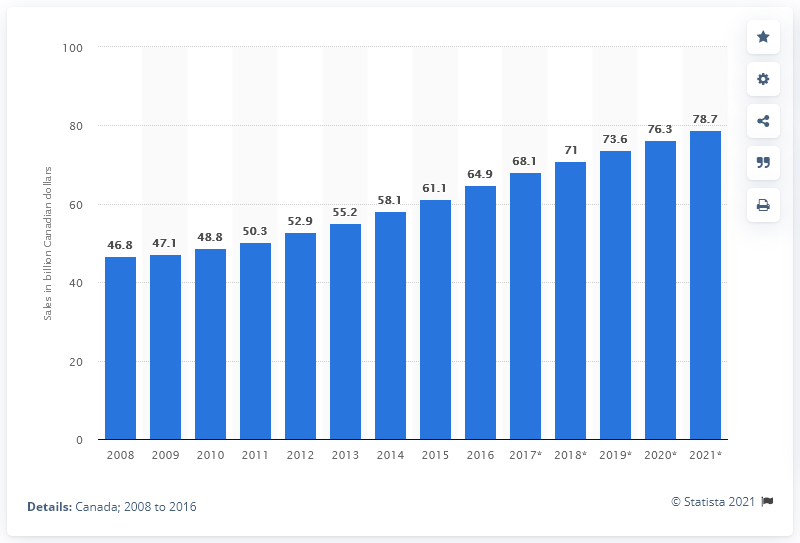 100
80
60
40
20
0
Sales in billion Canadian dollars
46.8 47.1 48.8 50.3 52.9 55.2 58.1 61.1 64.9 68.1 71 73.6 76.3 78.7
2008 2009 2010 2011 2012 2013 2014 2015 2016 2017* 2018* 2019* 2020* 2021*
Details: Canada; 2008 to 2016
© Statista 2021